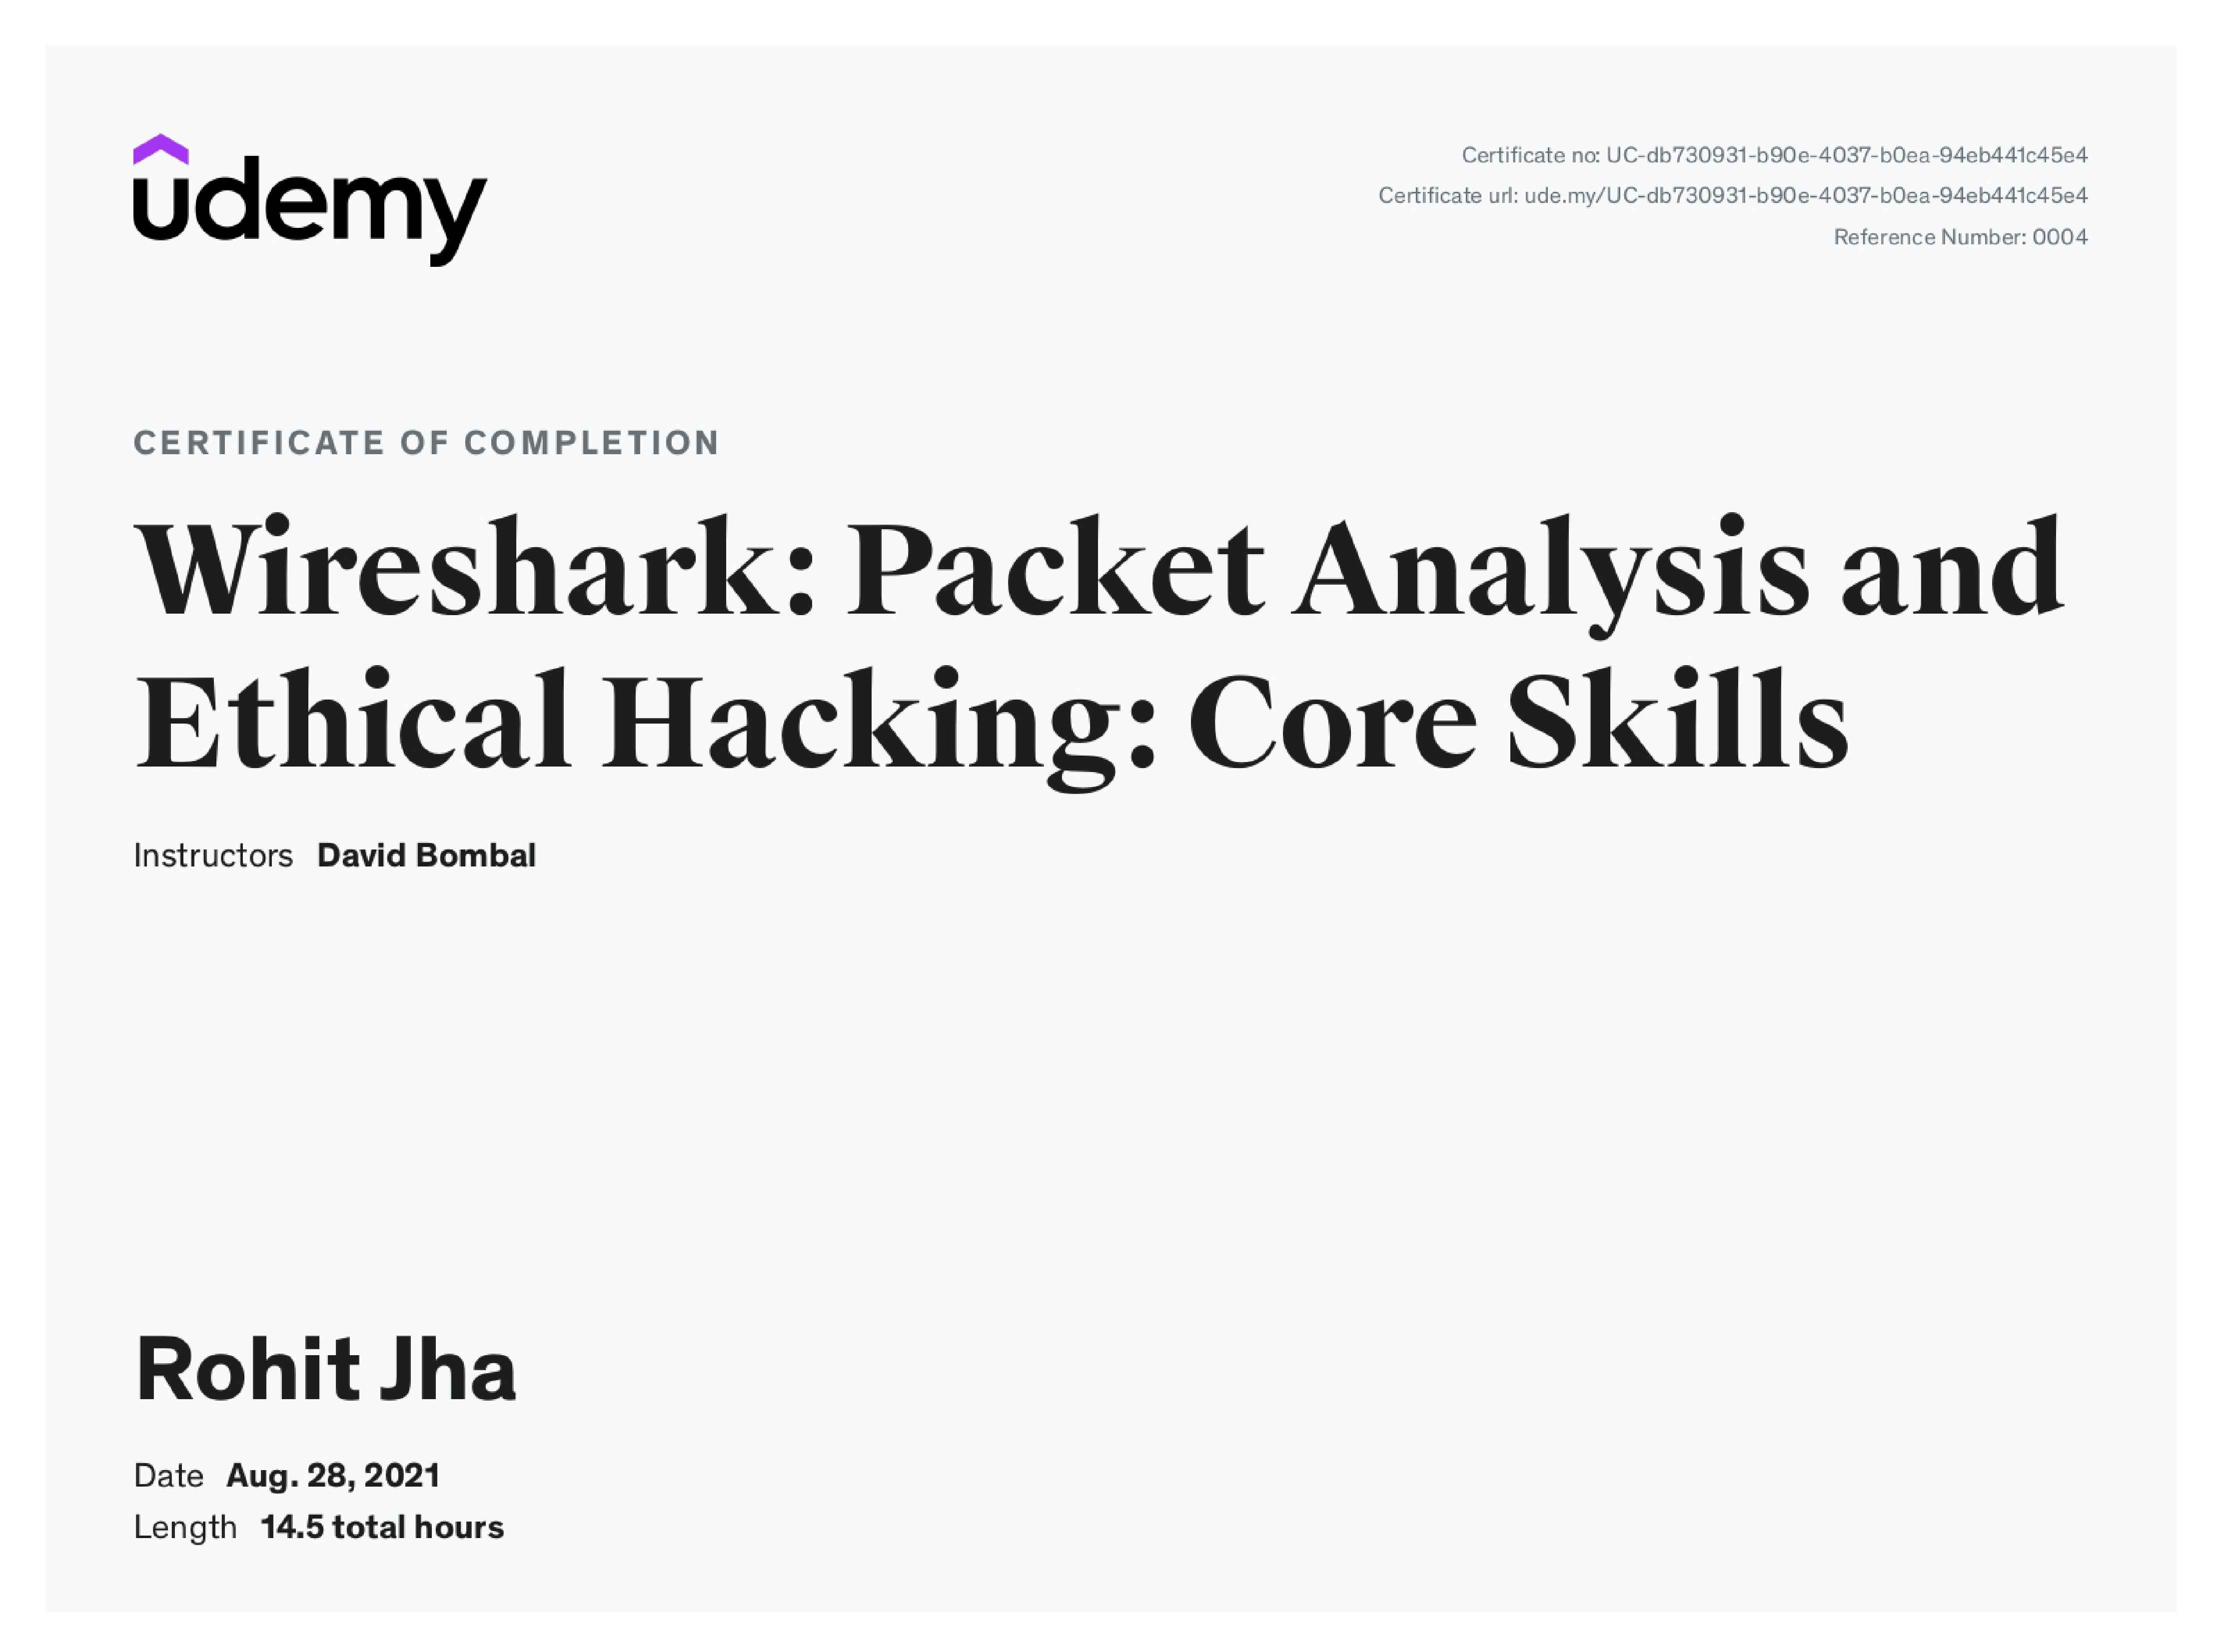 udemy
Certificate no: UC-db730931-b90e-4037-b0ea-94eb441c45e4
Certificate url: ude.my/UC-db730931-b90e-4037-b0ea-94eb441c45e4
Reference Number: 0004
CERTIFICATE OF COMPLETION
Wireshark: Packet Analysis and
Ethical Hacking: Core Skills
Instructors David Bombal
Rohit Jha
Date Aug. 28, 2021
Length 14.5 total hours